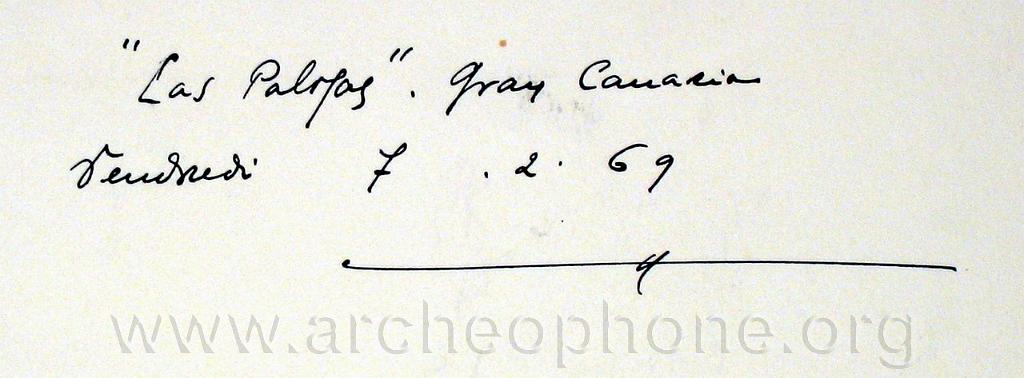 "Las Palmas". Gran Canaria
Vendredi 7.2.69
www.archeophone.org